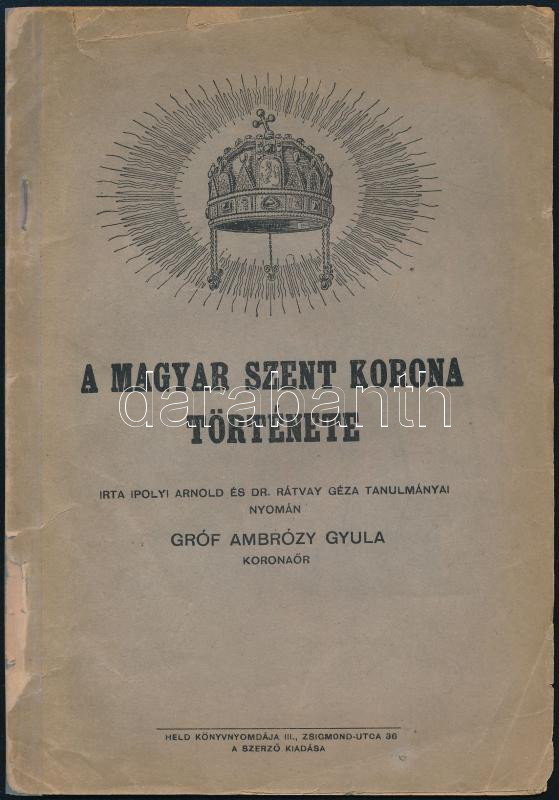 A MAGYAR SZENT KORONA
darabanth
TÖRTÉNETE
IRTA IPOLYI ARNOLD ÉS DR. RÁTVAY GÉZA TANULMÁNYAI
NYOMÁN
GRÓF AMBRÓZY GYULA
KORONAŐR
HELD KÖNYVNYOMDÁJA III., ZSIGMOND-UTCA 36
A SZERZŐ KIADÁSA